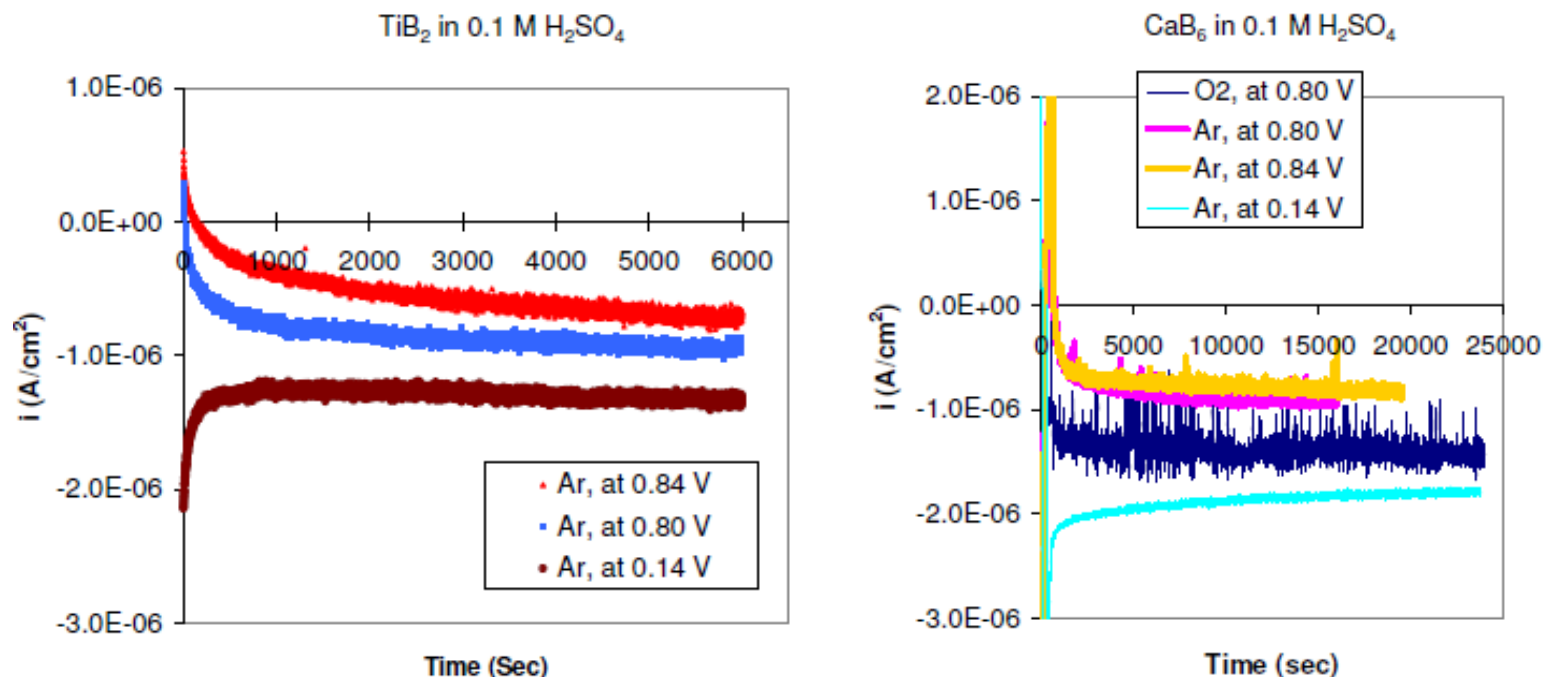 TiB₂ in 0.1 M H₂SO₄
1.0E-06
0.0E+00
-1.0E-06
-2.0E-06
-3.0E-06
0 1000 2000 3000 4000 5000 6000
i (A/cm²)
Time (Sec)
Ar, at 0.84 V
Ar, at 0.80 V
Ar, at 0.14 V
CaB₆ in 0.1 M H₂SO₄
O2, at 0.80 V
Ar, at 0.80 V
Ar, at 0.84 V
Ar, at 0.14 V
2.0E-06
1.0E-06
0.0E+00
-1.0E-06
-2.0E-06
-3.0E-06
0 5000 10000 15000 20000 25000
i (A/cm²)
Time (sec)